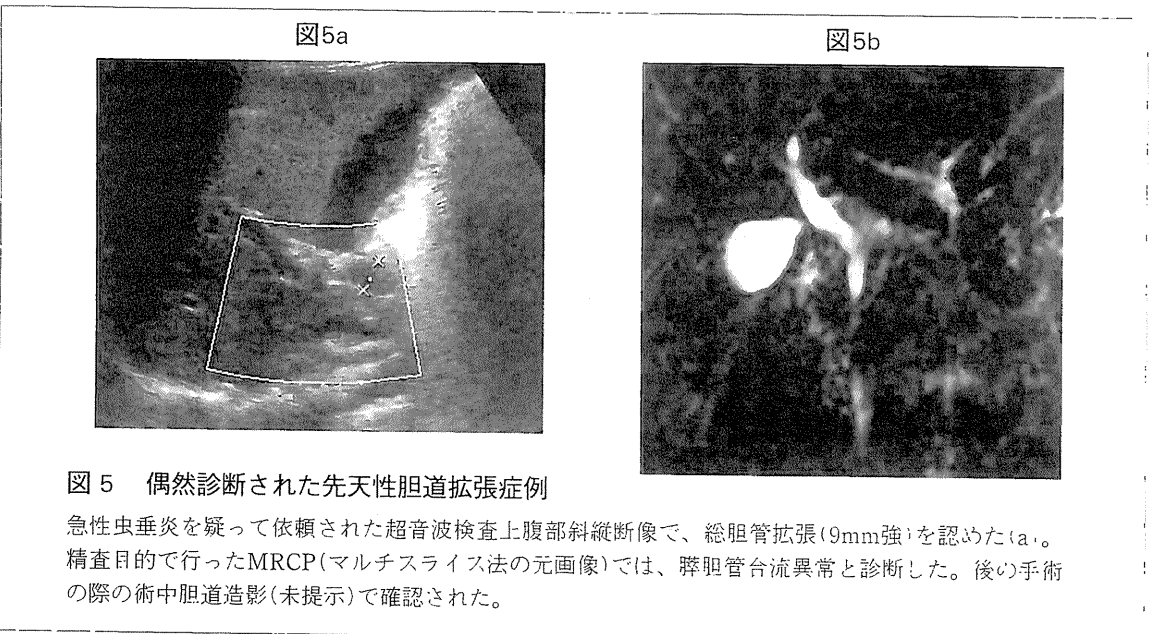 図5a
図5b
図 5 偶然診断された先天性胆道拡張症例
急性虫垂炎を疑って依頼された超音波検査上腹部斜縦断像で、総胆管拡張(9mm強)を認めた(a)。
精査目的で行ったMRCP(マルチスライス法の元画像)では、膵胆管合流異常と診断した。後の手術
の際の術中胆道造影(未提示)で確認された。